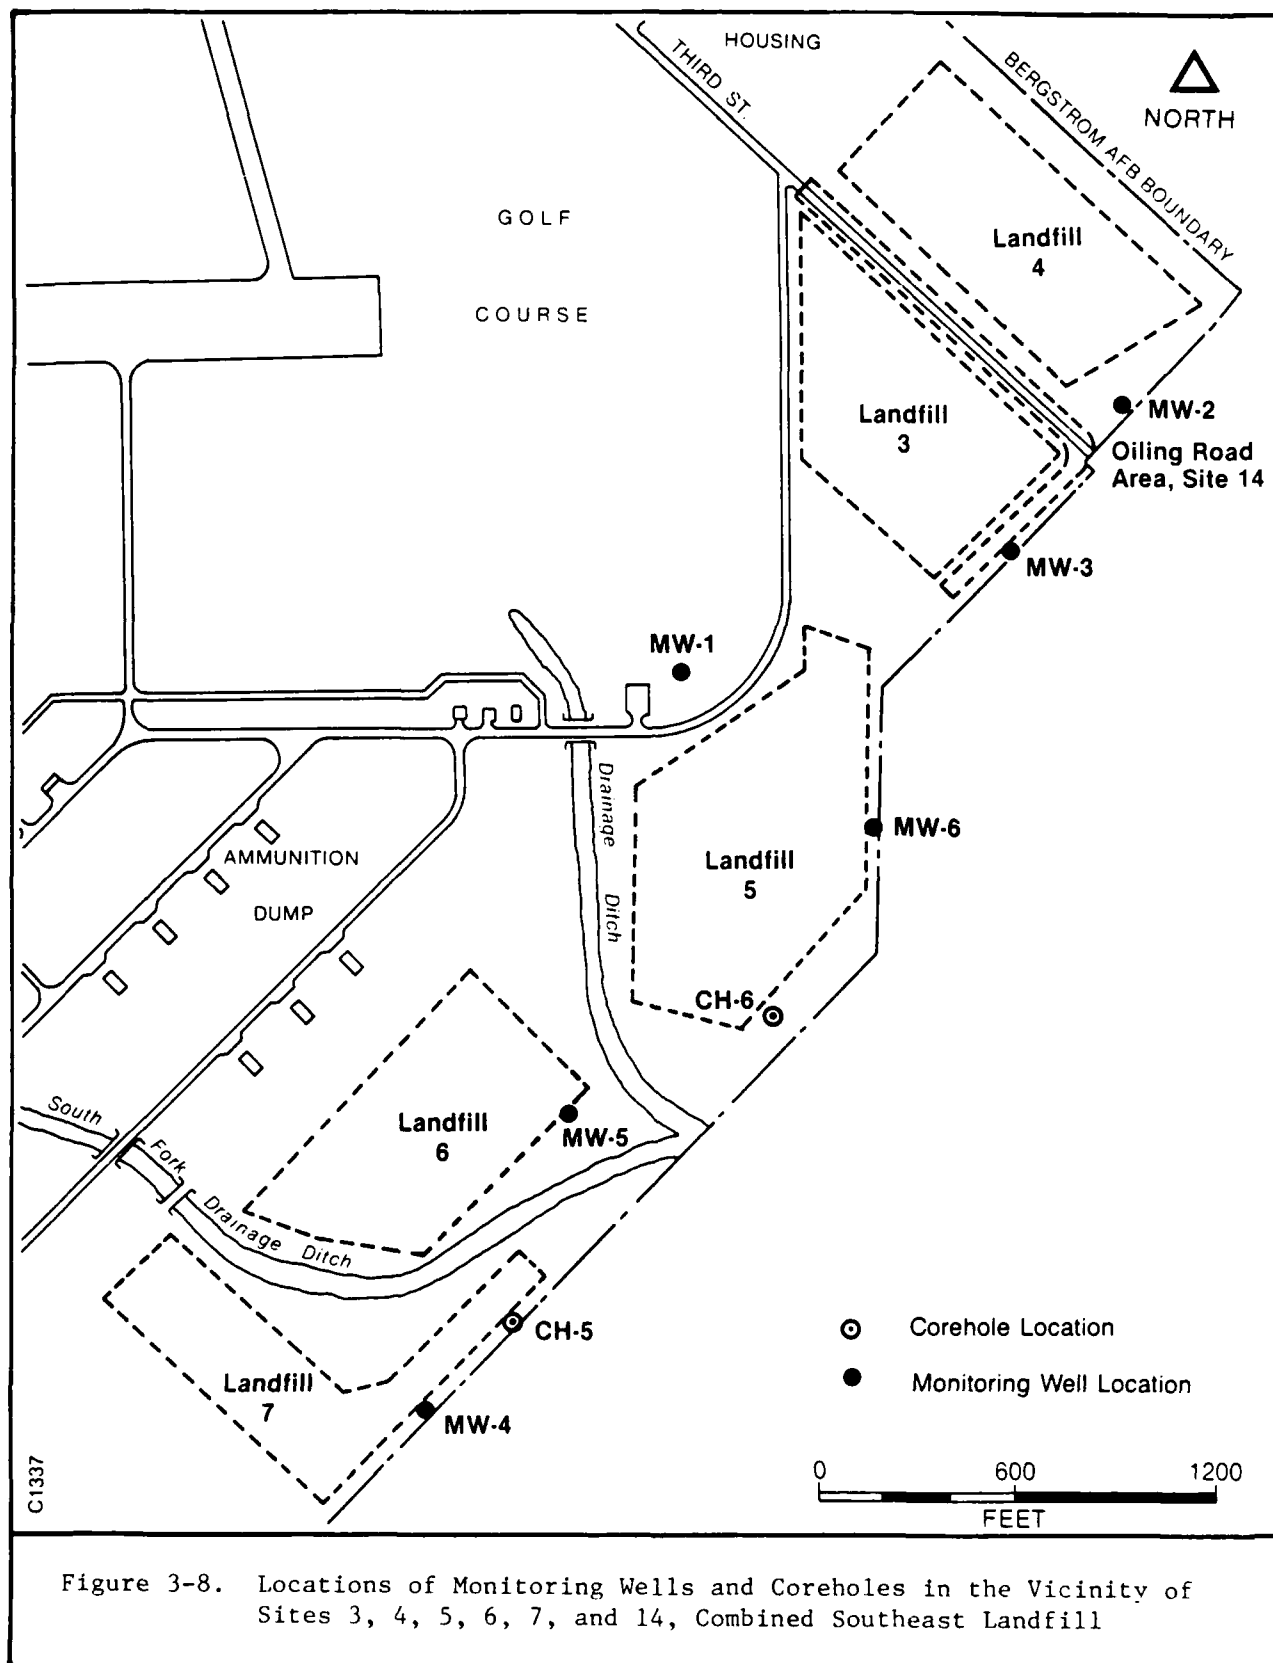 HOUSING
THIRD ST.
BERGSTROM AFB BOUNDARY
NORTH
GOLF
COURSE
Landfill
4
Landfill
3
MW-2
Oiling Road
Area, Site 14
MW-3
MW-1
Drainage
Ditch
MW-6
Landfill
5
AMMUNITION
DUMP
CH-6
South
Fork
Drainage
Ditch
Landfill
6
MW-5
CH-5
Landfill
7
MW-4
Corehole Location
Monitoring Well Location
0 600 1200
FEET
C1337
Figure 3-8. Locations of Monitoring Wells and Coreholes in the Vicinity of
Sites 3, 4, 5, 6, 7, and 14, Combined Southeast Landfill